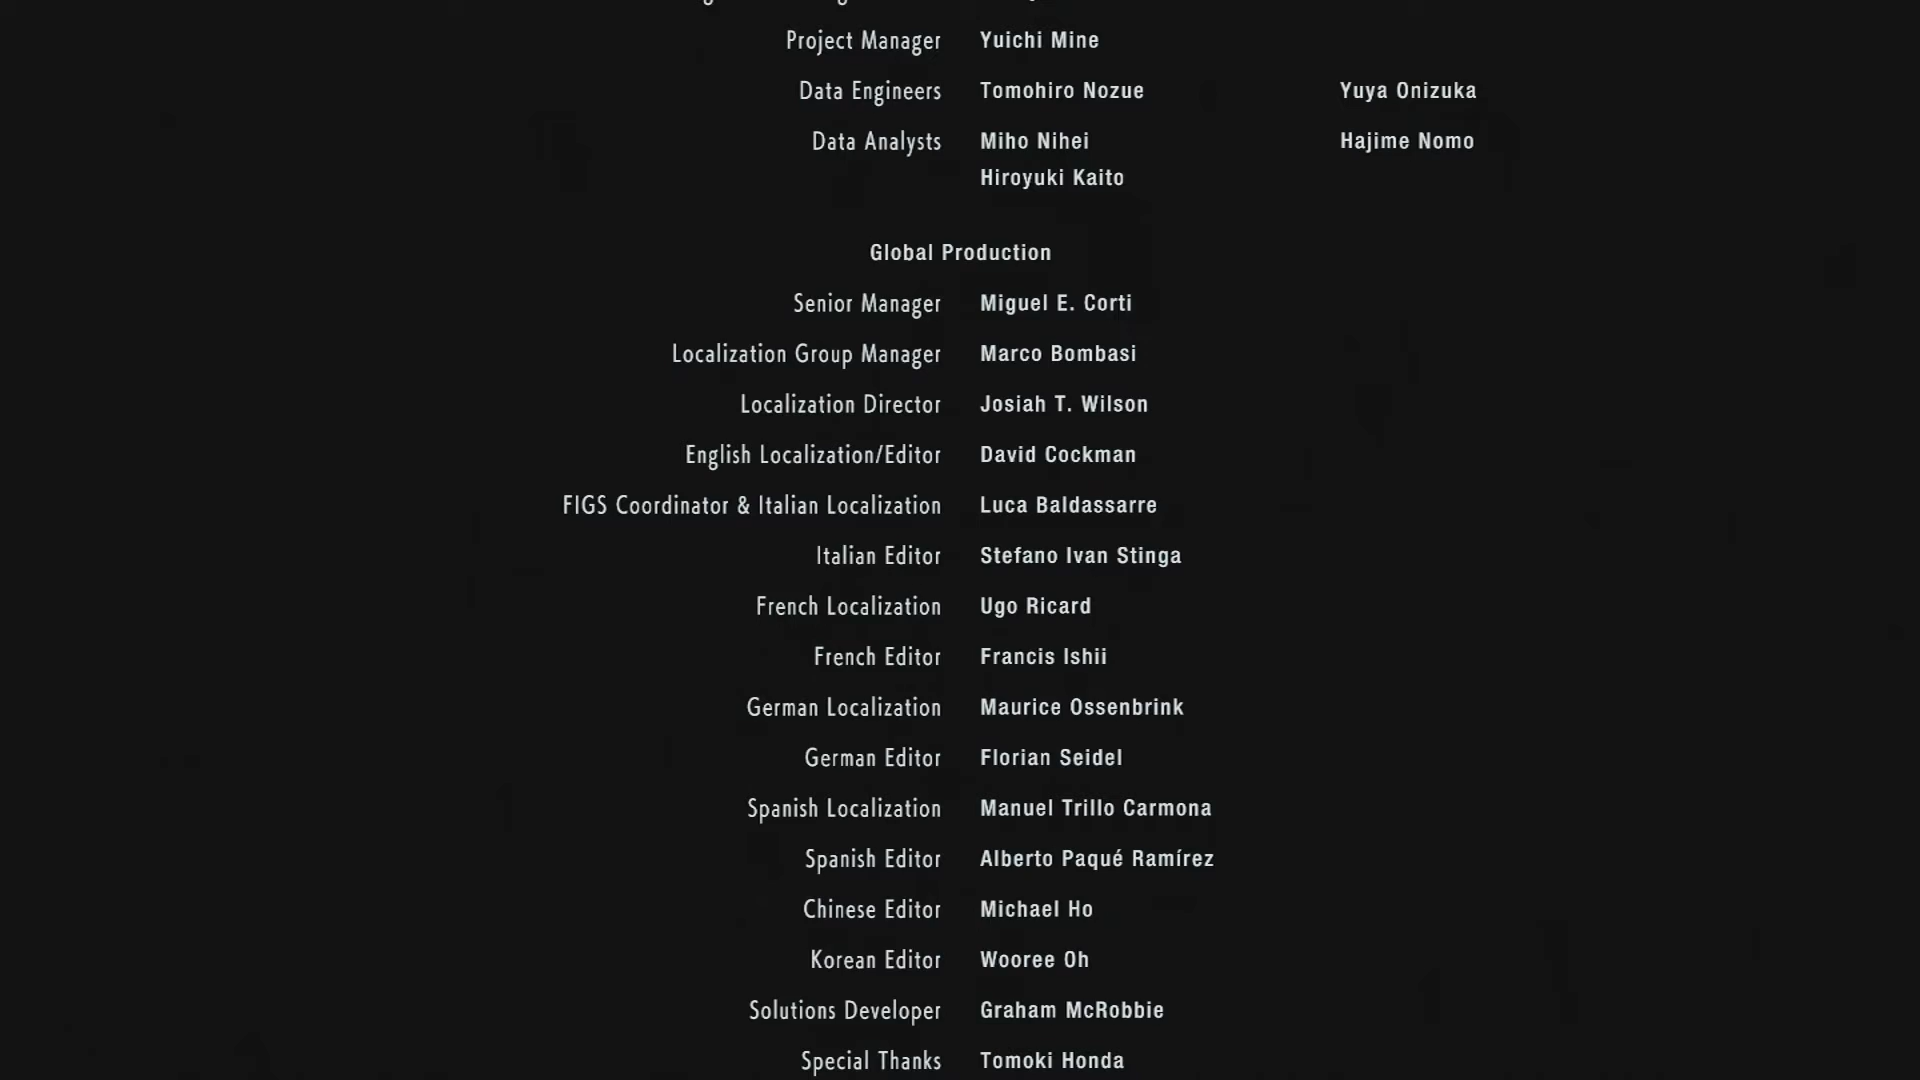 Project Manager Yuichi Mine
Data Engineers Tomohiro Nozue Yuya Onizuka
Data Analysts Miho Nihei Hajime Nomo
Hiroyuki Kaito
Global Production
Senior Manager Miguel E. Corti
Localization Group Manager Marco Bombasi
Localization Director Josiah T. Wilson
English Localization/Editor David Cockman
FIGS Coordinator & Italian Localization Luca Baldassarre
Italian Editor Stefano Ivan Stinga
French Localization Ugo Ricard
French Editor Francis Ishii
German Localization Maurice Ossenbrink
German Editor Florian Seidel
Spanish Localization Manuel Trillo Carmona
Spanish Editor Alberto Paqué Ramírez
Chinese Editor Michael Ho
Korean Editor Wooree Oh
Solutions Developer Graham McRobbie
Special Thanks Tomoki Honda